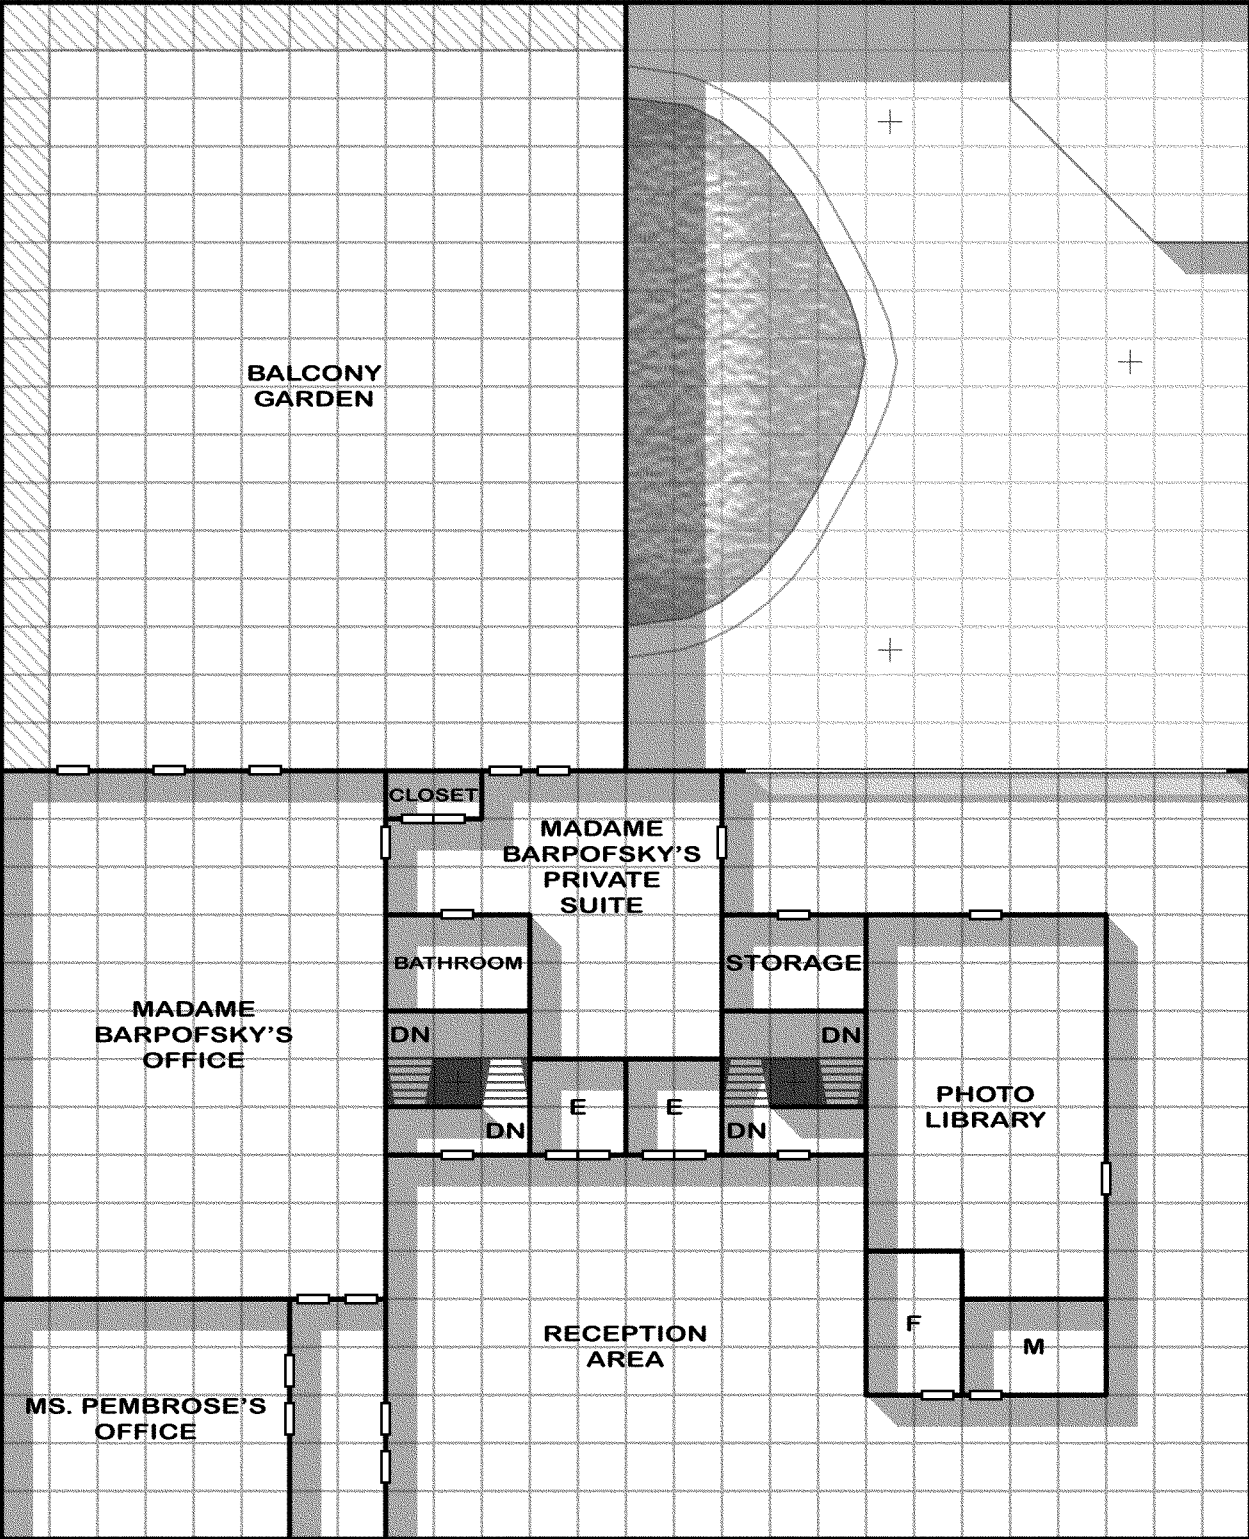 BALCONY
GARDEN
CLOSET
MADAME
BARPOFSKY'S
PRIVATE
SUITE
BATHROOM
STORAGE
MADAME
BARPOFSKY'S
OFFICE
DN
DN
E
E
DN
DN
PHOTO
LIBRARY
RECEPTION
AREA
F
M
MS. PEMBROSE'S
OFFICE